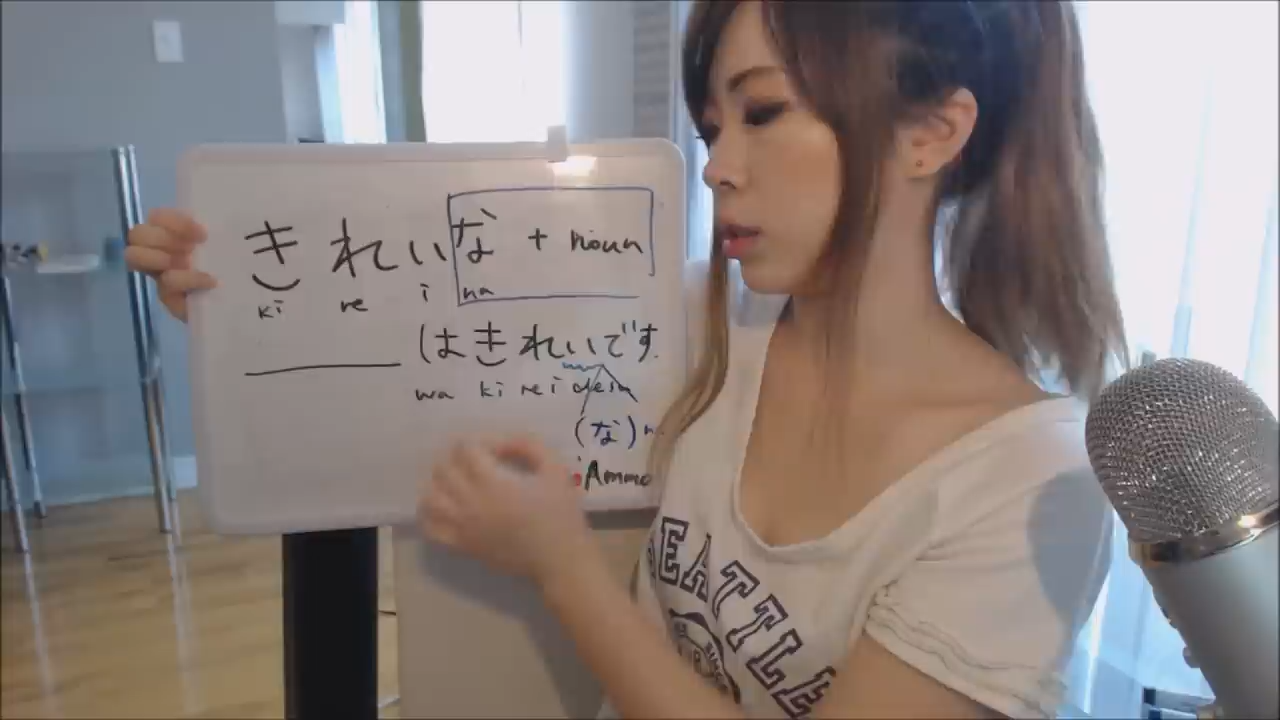 きれいな + noun
ki re i na
はきれいです
wa ki rei desu
(な)
Ammo
SEATTLE